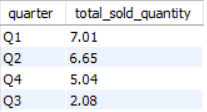 quarter total_sold_quantity
Q1 7.01
Q2 6.65
Q4 5.04
Q3 2.08